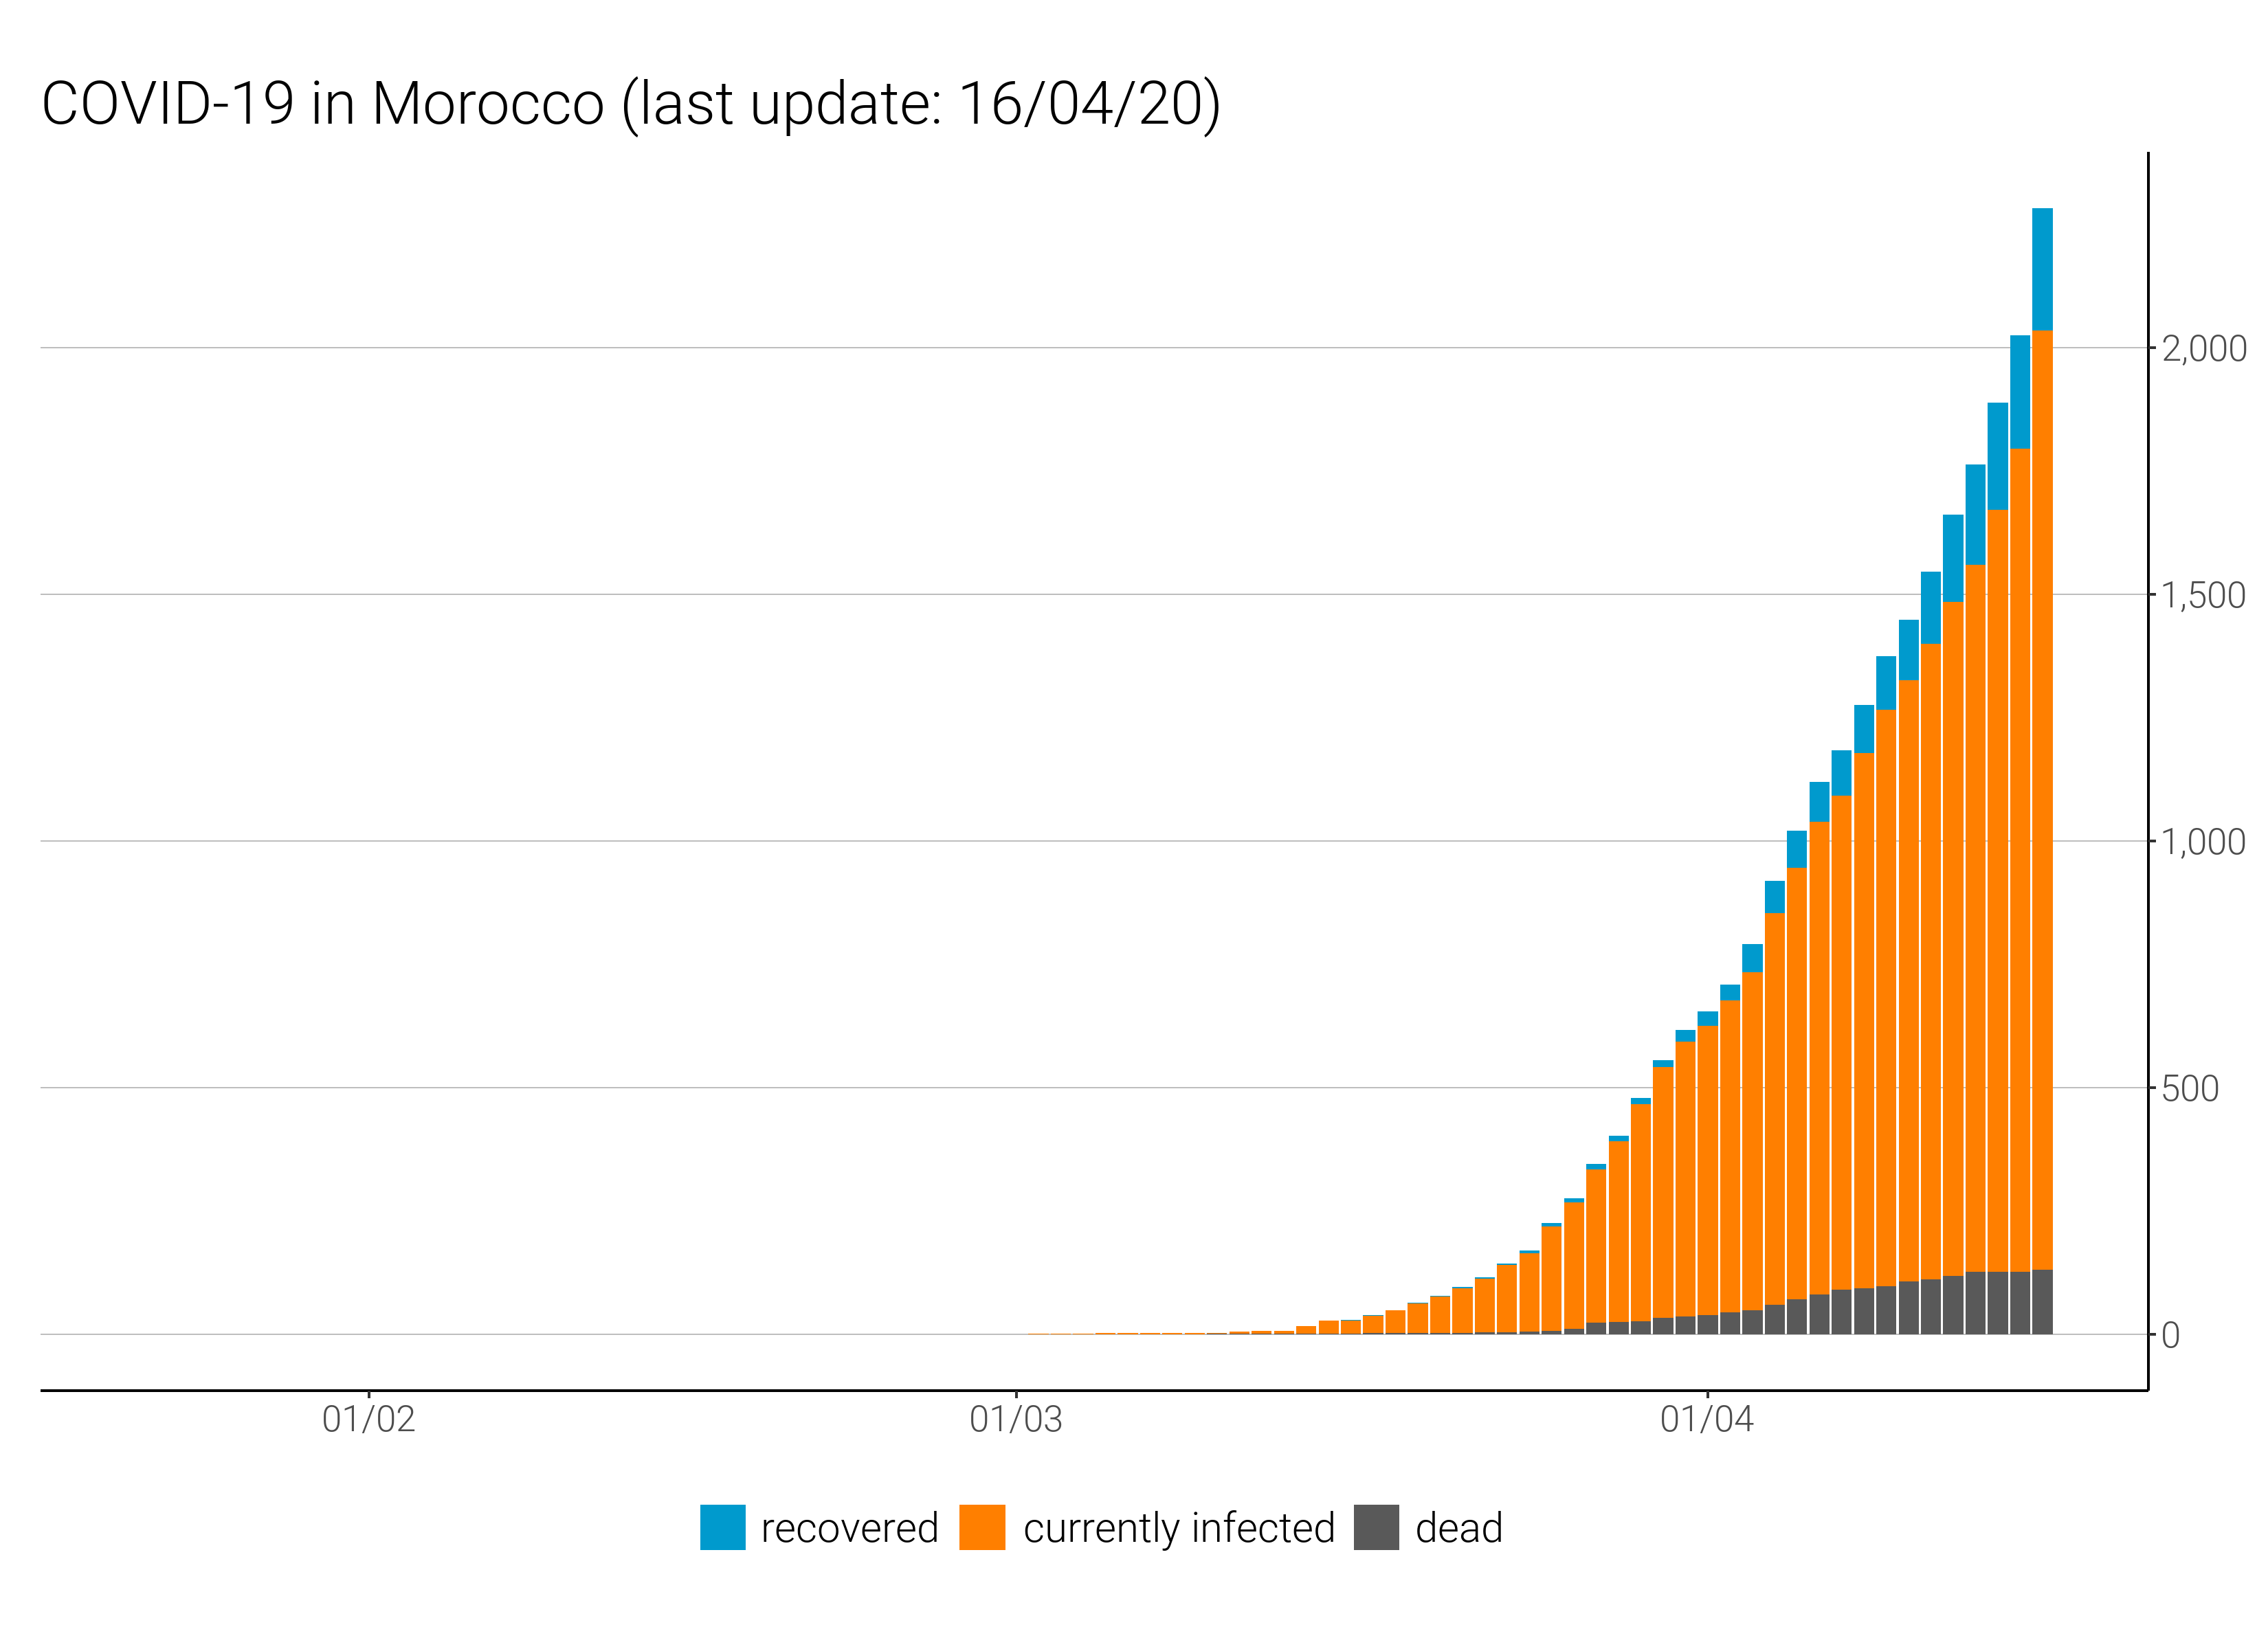 COVID-19 in Morocco (last update: 16/04/20)
2,000
1,500
1,000
500
0
01/02 01/03 01/04
recovered currently infected dead